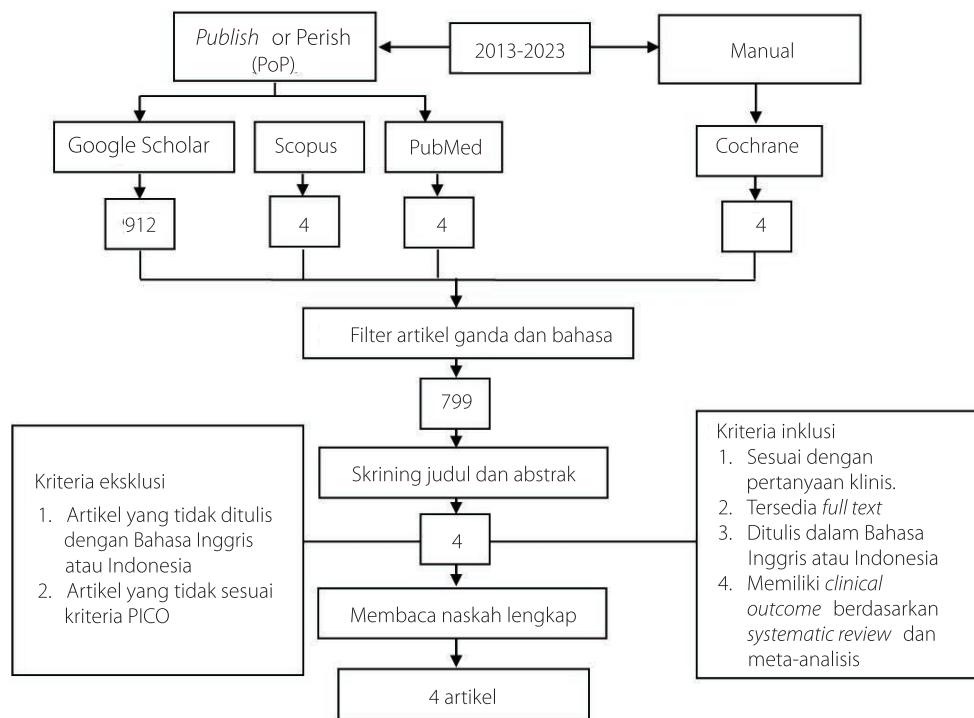 Publish or Perish
(PoP)
2013-2023
Manual
Google Scholar
Scopus
PubMed
Cochrane
912
4
4
4
Filter artikel ganda dan bahasa
799
Skrining judul dan abstrak
4
Membaca naskah lengkap
4 artikel
Kriteria eksklusi
1. Artikel yang tidak ditulis
dengan Bahasa Inggris
atau Indonesia
2. Artikel yang tidak sesuai
kriteria PICO
Kriteria inklusi
1. Sesuai dengan
pertanyaan klinis.
2. Tersedia full text
3. Ditulis dalam Bahasa
Inggris atau Indonesia
4. Memiliki clinical
outcome berdasarkan
systematic review dan
meta-analisis